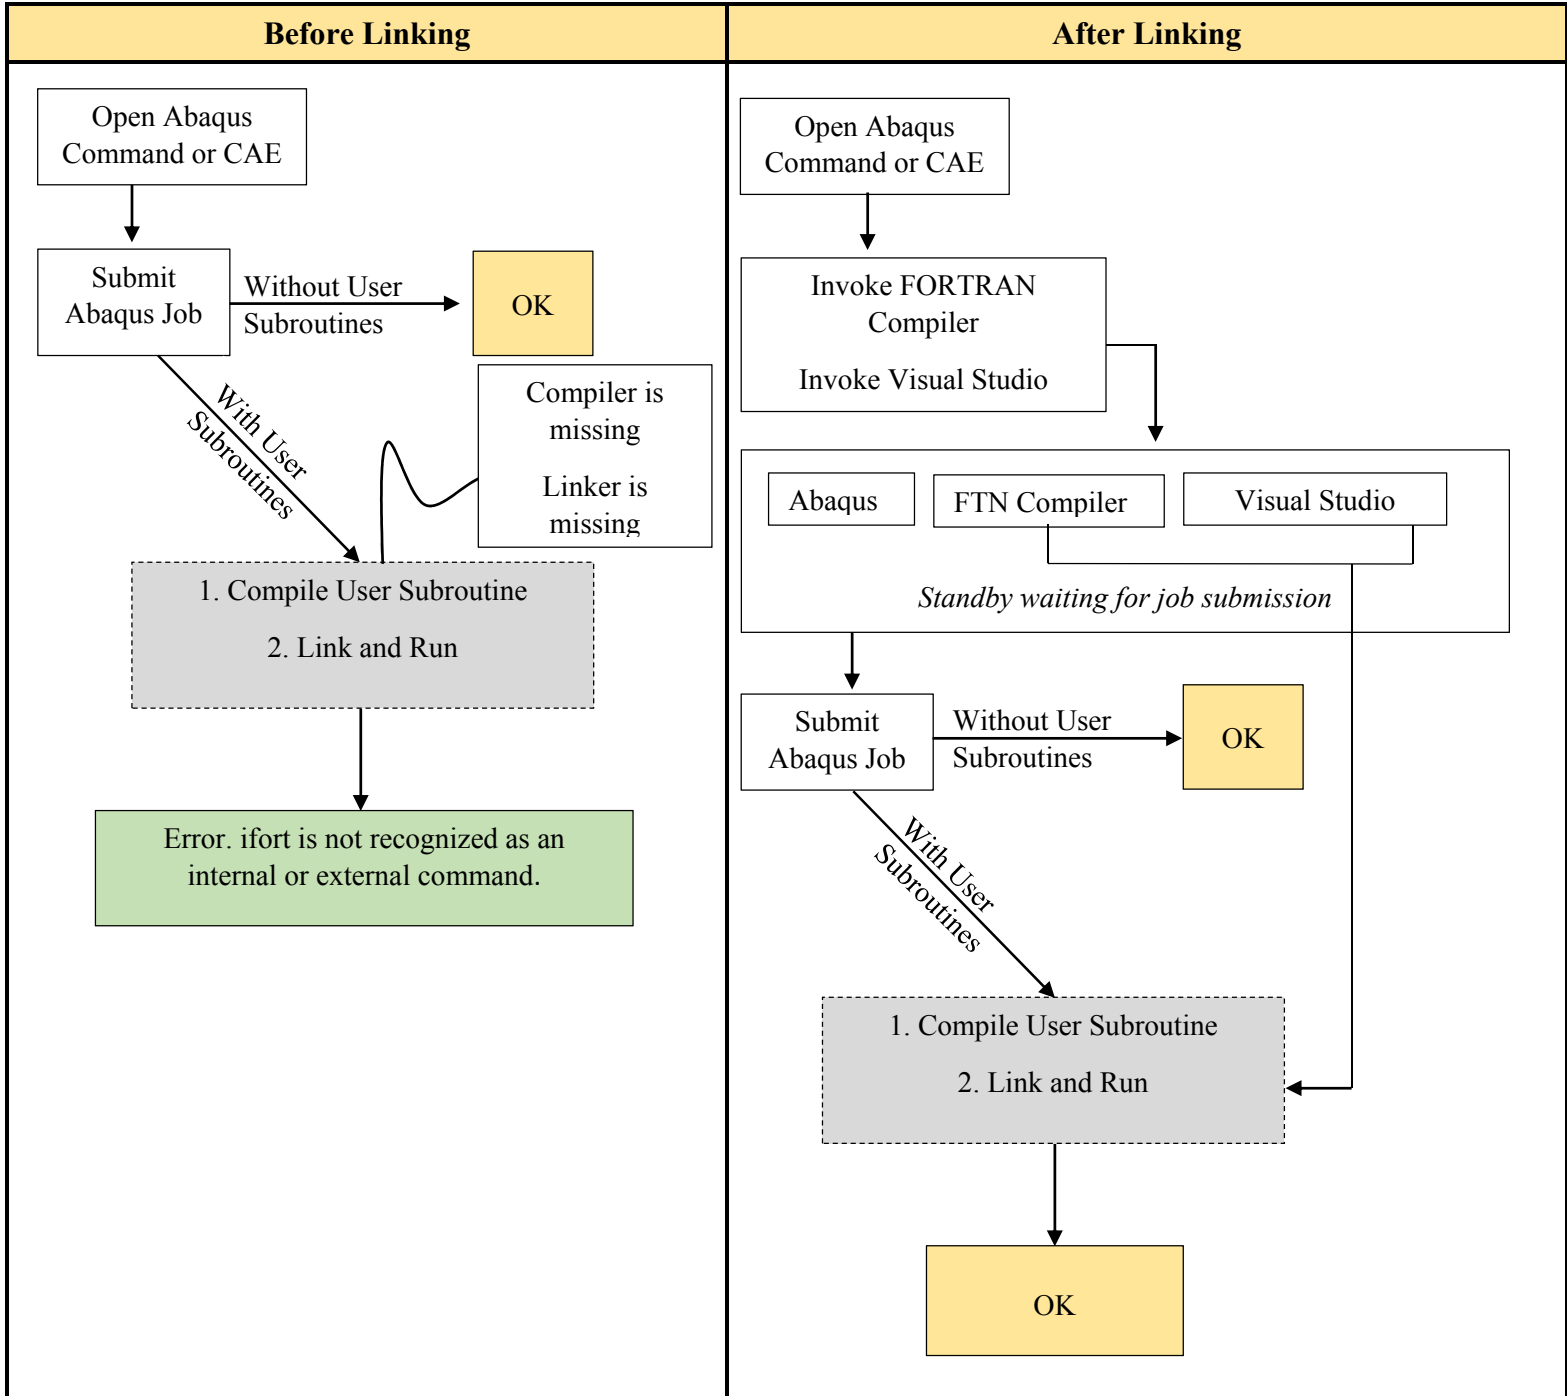 Before Linking
Open Abaqus
Command or CAE
Submit
Abaqus Job
Without User
Subroutines
OK
With User
Subroutines
Compiler is
missing
Linker is
missing
1. Compile User Subroutine
2. Link and Run
Error. ifort is not recognized as an
internal or external command.
After Linking
Open Abaqus
Command or CAE
Invoke FORTRAN
Compiler
Invoke Visual Studio
Abaqus
FTN Compiler
Visual Studio
Standby waiting for job submission
Submit
Abaqus Job
Without User
Subroutines
OK
With User
Subroutines
1. Compile User Subroutine
2. Link and Run
OK